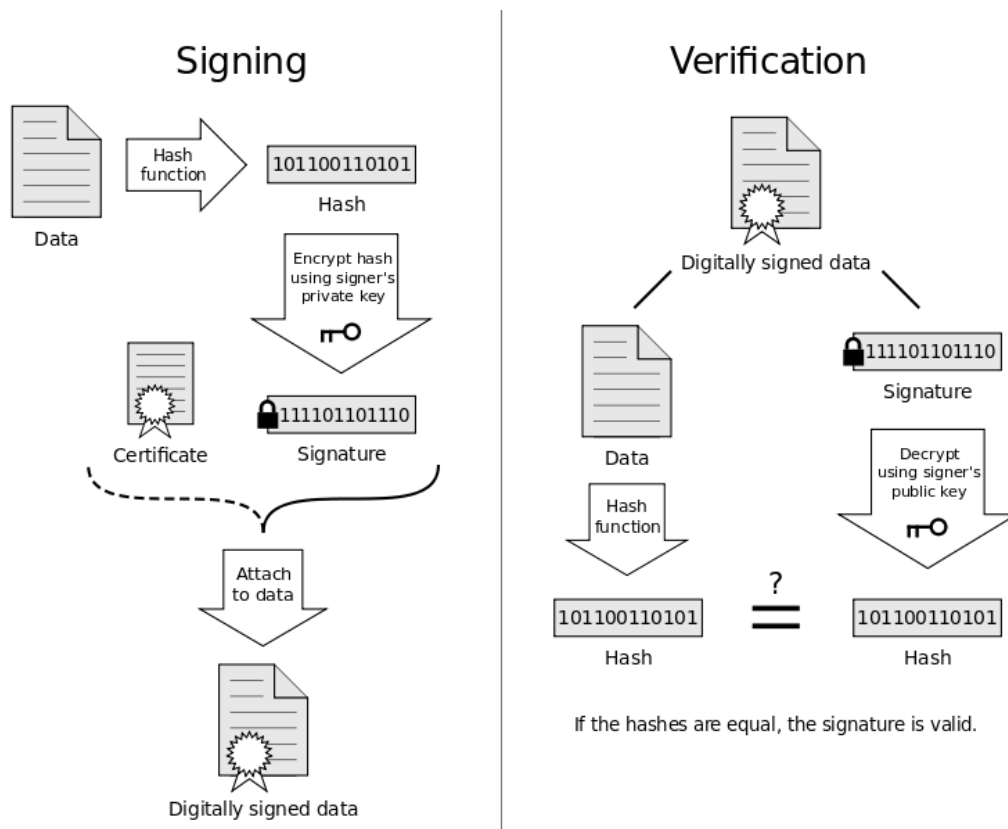 Signing
Hash
function
101100110101
Hash
Data
Encrypt hash
using signer's
private key
111101101110
Certificate
Signature
Attach
to data
Digitally signed data
Verification
Digitally signed data
111101101110
Signature
Data
Decrypt
using signer's
public key
Hash
function
?
101100110101
101100110101
Hash
Hash
If the hashes are equal, the signature is valid.